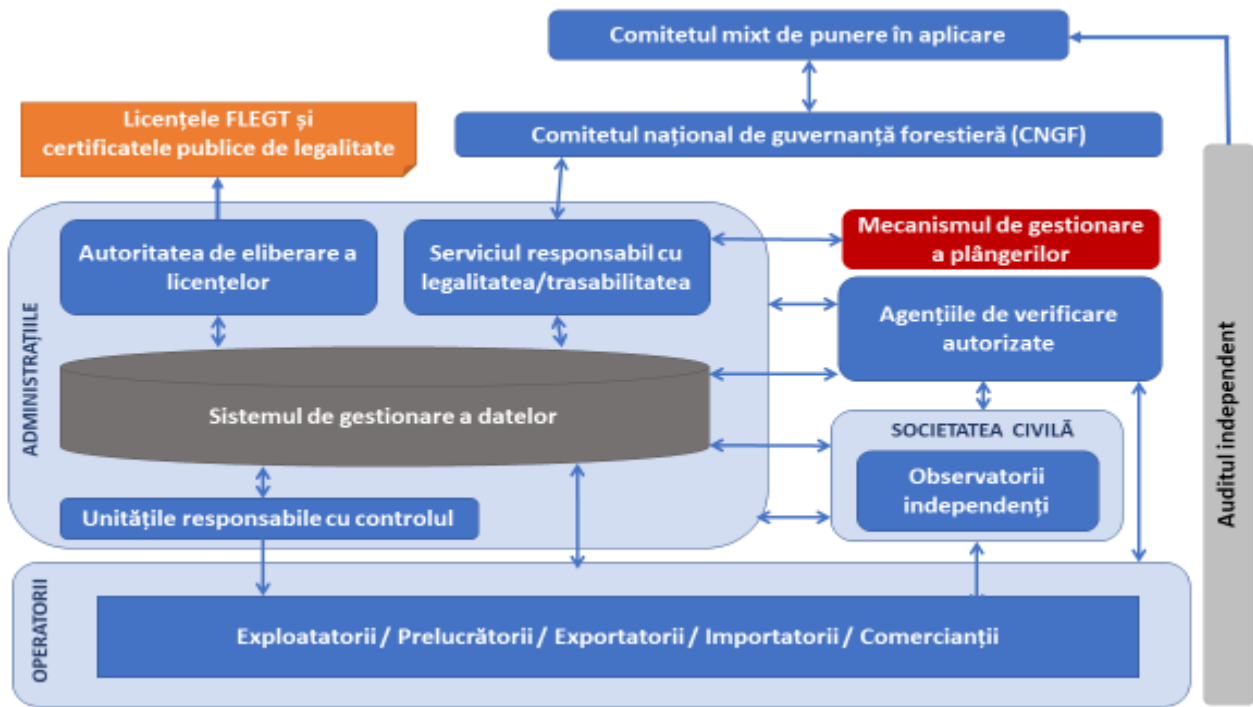 Comitetul mixt de punere în aplicare
Licențele FLEGT și
certificatele publice de legalitate
Comitetul național de guvernanță forestieră (CNGF)
Autoritatea de eliberare a
licențelor
Serviciul responsabil cu
legalitatea/trasabilitatea
Mecanismul de gestionare
a plângerilor
Agențiile de verificare
autorizate
ADMINISTRAȚIILE
Sistemul de gestionare a datelor
SOCIETATEA CIVILĂ
Observatorii
independenți
Unitățile responsabile cu controlul
Auditul independent
OPERATORII
Exploatatorii / Prelucrătorii / Exportatorii / Importatorii / Comercianții